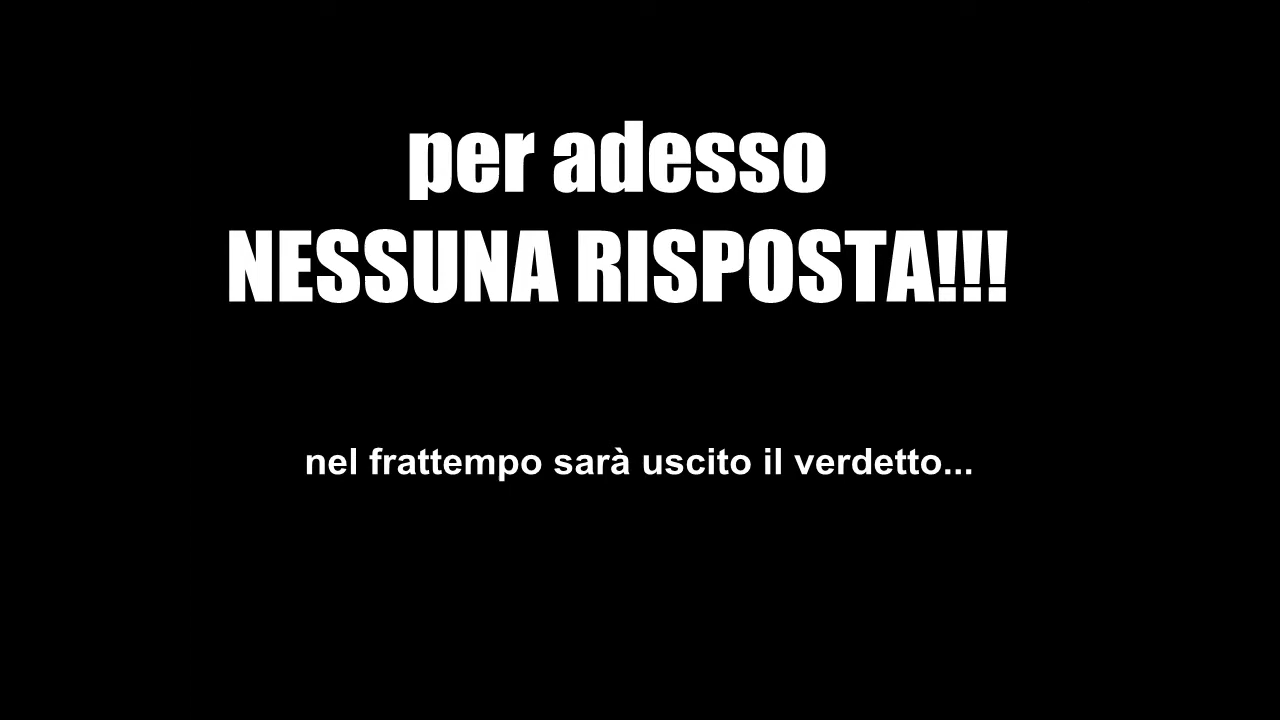 per adesso
NESSUNA RISPOSTA!!!
nel frattempo sarà uscito il verdetto...